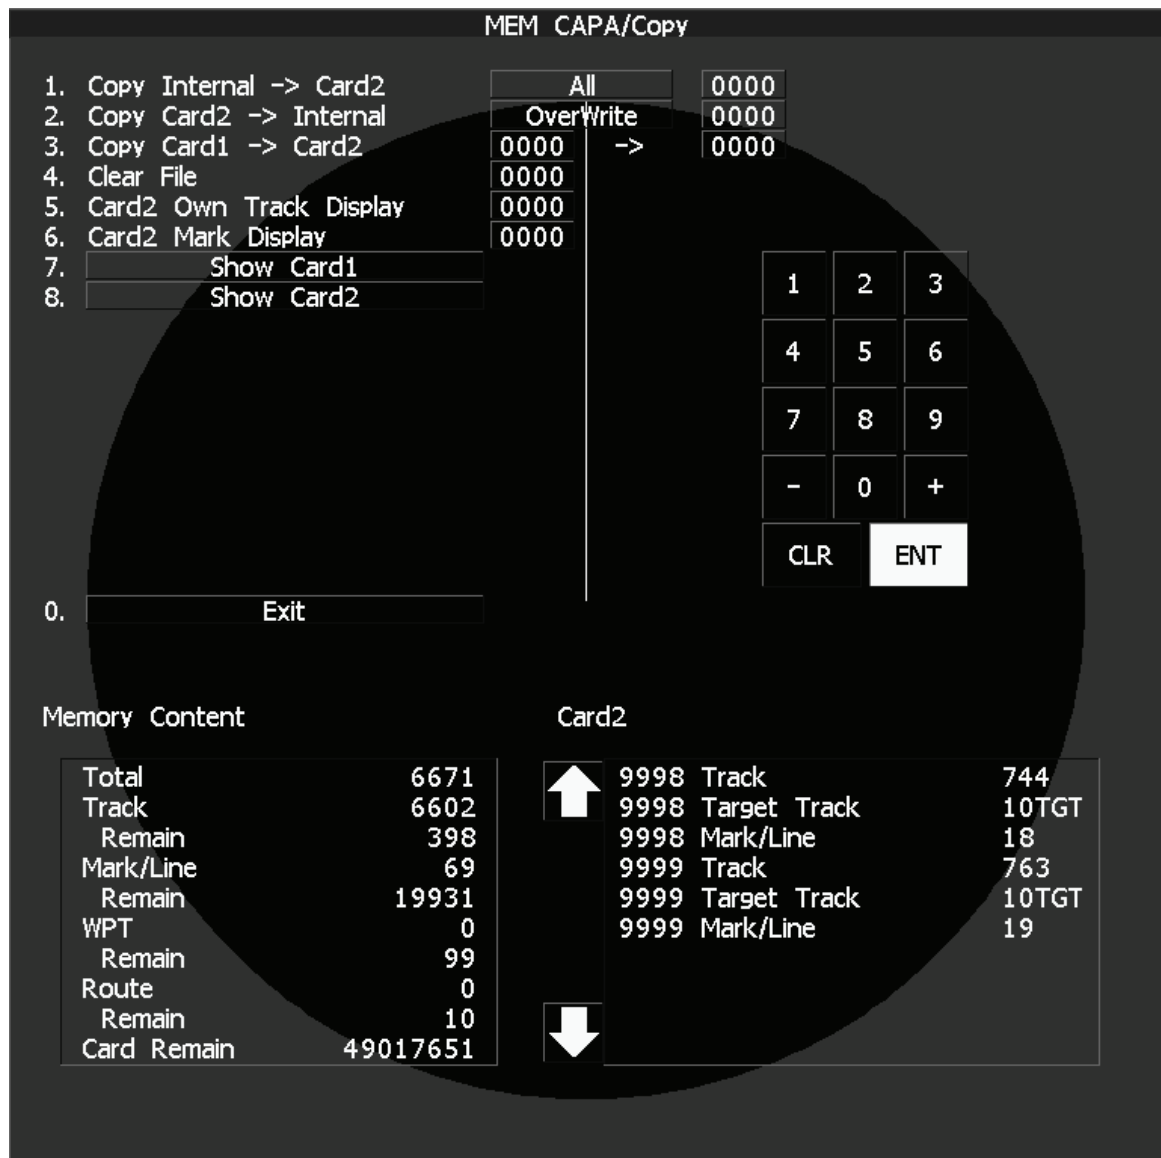 MEM CAPA/Copy
1. Copy Internal -> Card2 All 0000
2. Copy Card2 -> Internal OverWrite 0000
3. Copy Card1 -> Card2 0000 -> 0000
4. Clear File 0000
5. Card2 Own Track Display 0000
6. Card2 Mark Display 0000
7. Show Card1
8. Show Card2
1 2 3
4 5 6
7 8 9
- 0 +
CLR ENT
0. Exit
Memory Content
Total 6671
Track 6602
Remain 398
Mark/Line 69
Remain 19931
WPT 0
Remain 99
Route 0
Remain 10
Card Remain 49017651
Card2
9998 Track 744
9998 Target Track 10TGT
9998 Mark/Line 18
9999 Track 763
9999 Target Track 10TGT
9999 Mark/Line 19